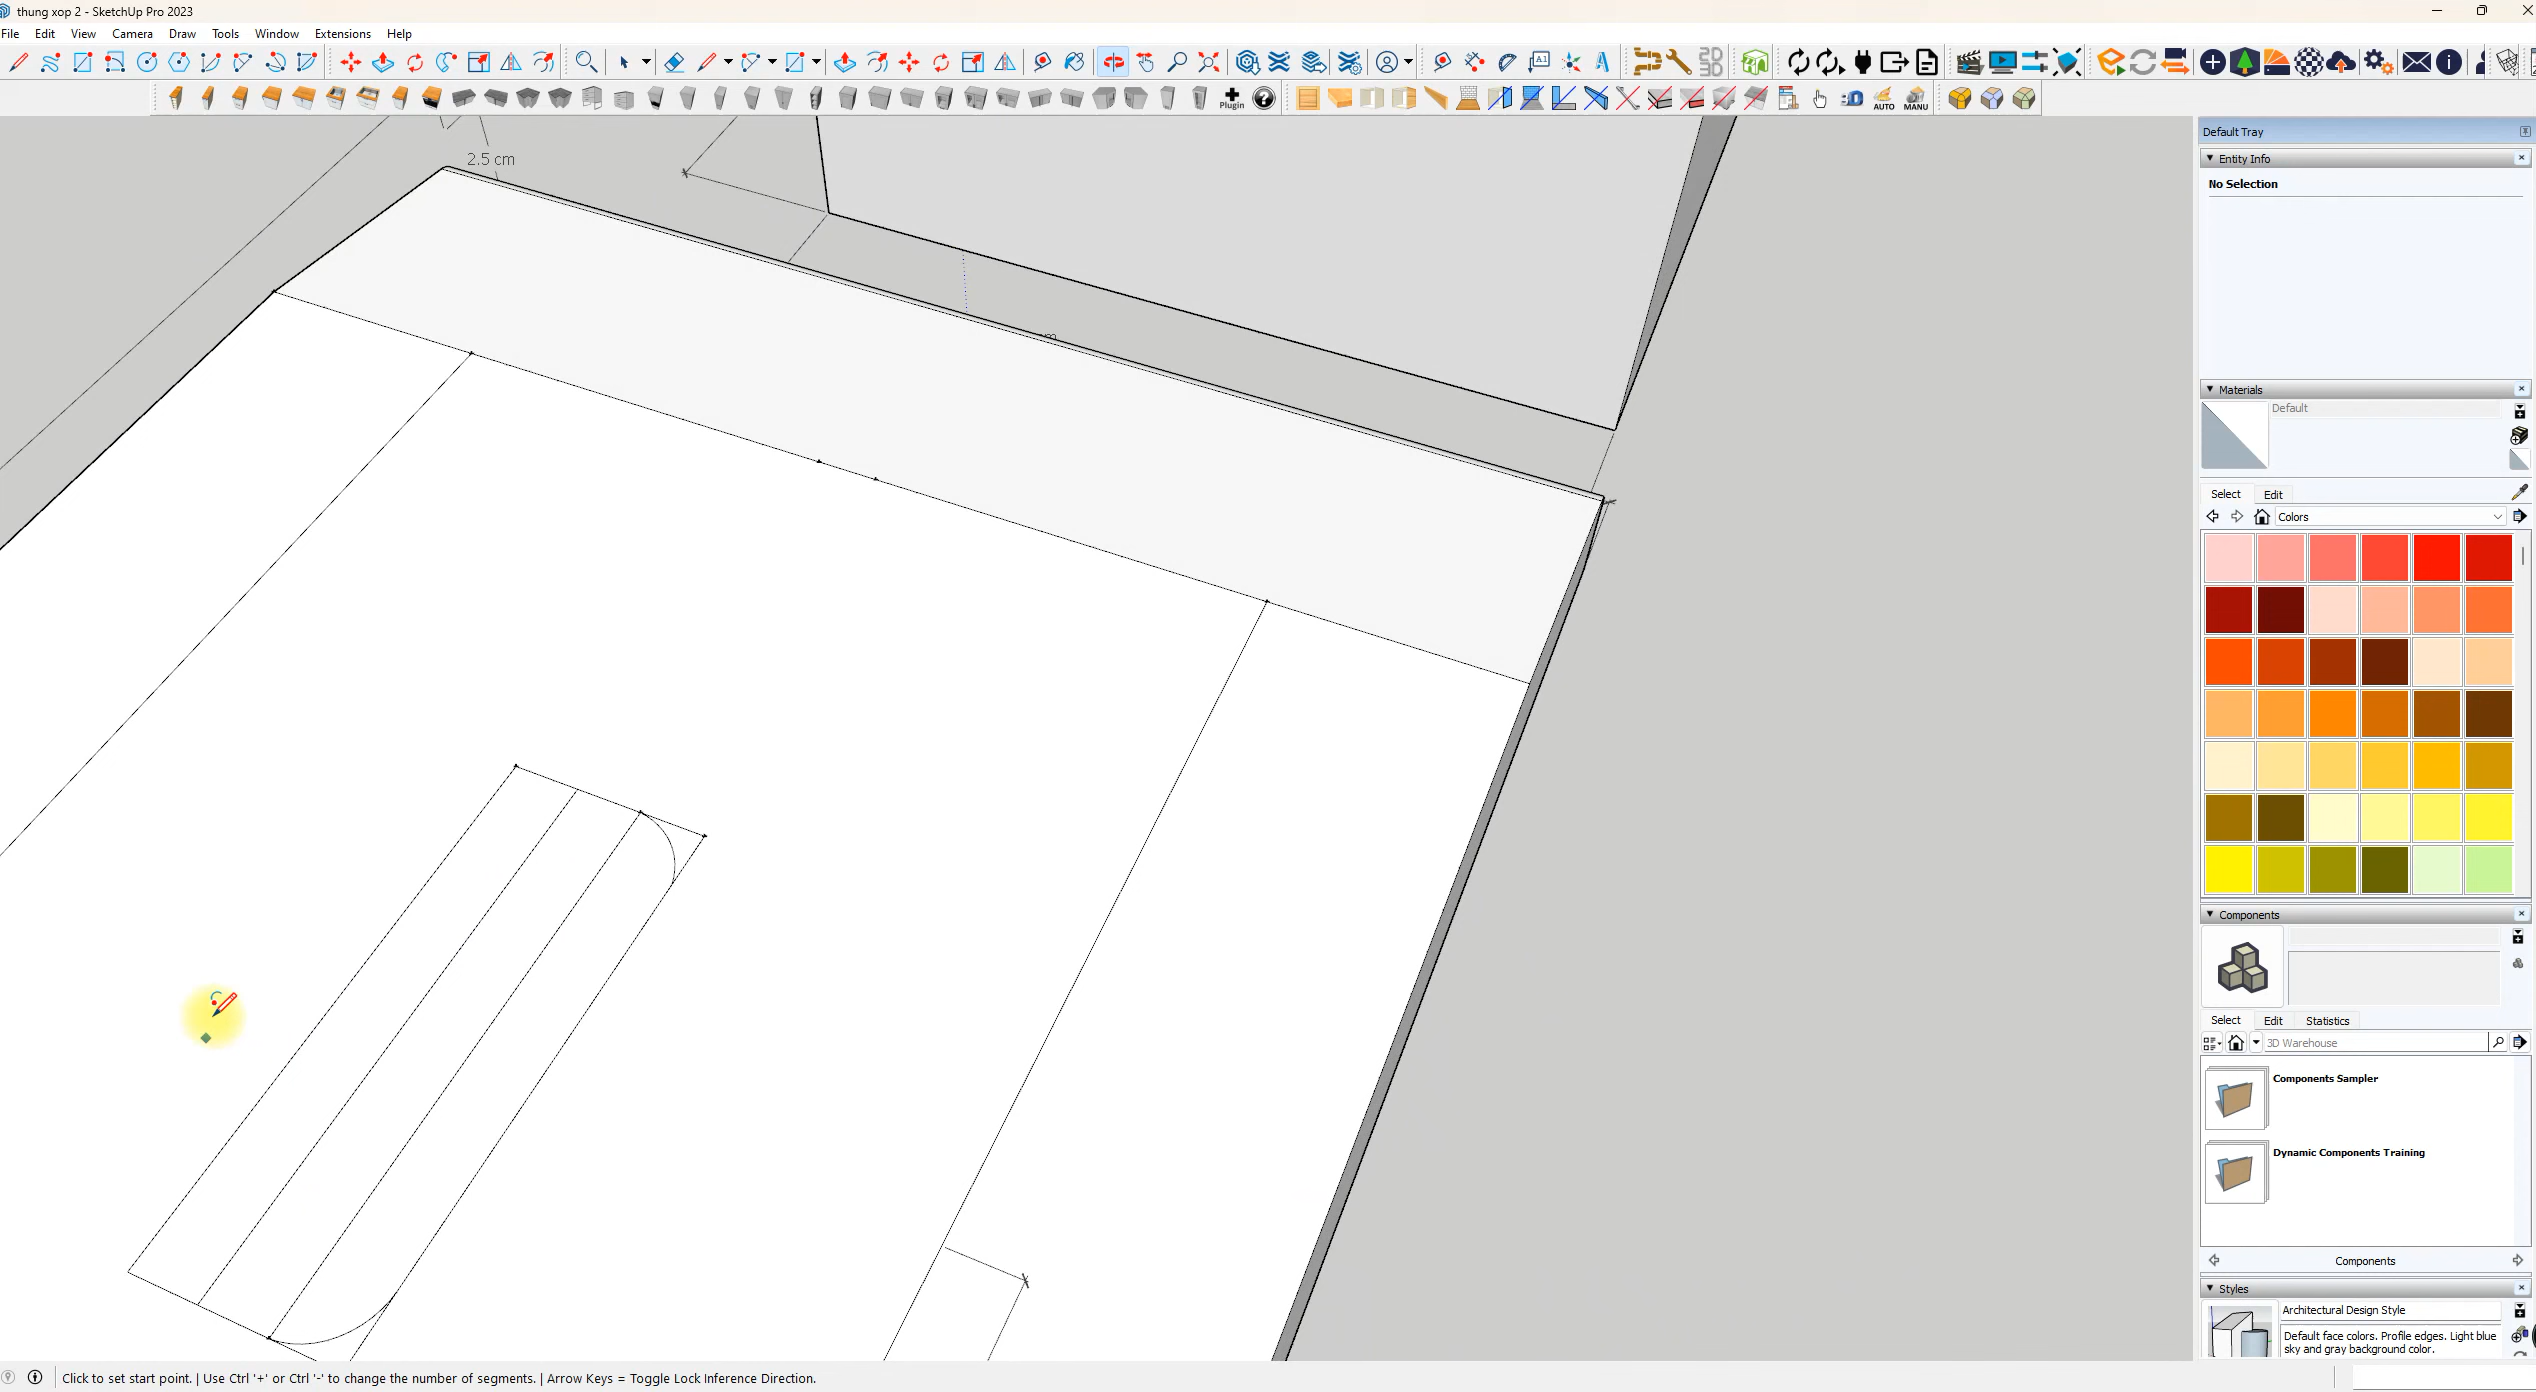 thung xop 2 - SketchUp Pro 2023
File Edit View Camera Draw Tools Window Extensions Help
A1
2D
3D
Plugin
AUTO
MANU
Default Tray
Entity Info
No Selection
2.5 cm
Materials
Default
Select Edit
Colors
Components
Select Edit Statistics
3D Warehouse
Components Sampler
Dynamic Components Training
Components
Styles
Architectural Design Style
Default face colors. Profile edges. Light blue
sky and gray background color.
Click to set start point. | Use Ctrl '+' or Ctrl '-' to change the number of segments. | Arrow Keys = Toggle Lock Inference Direction.